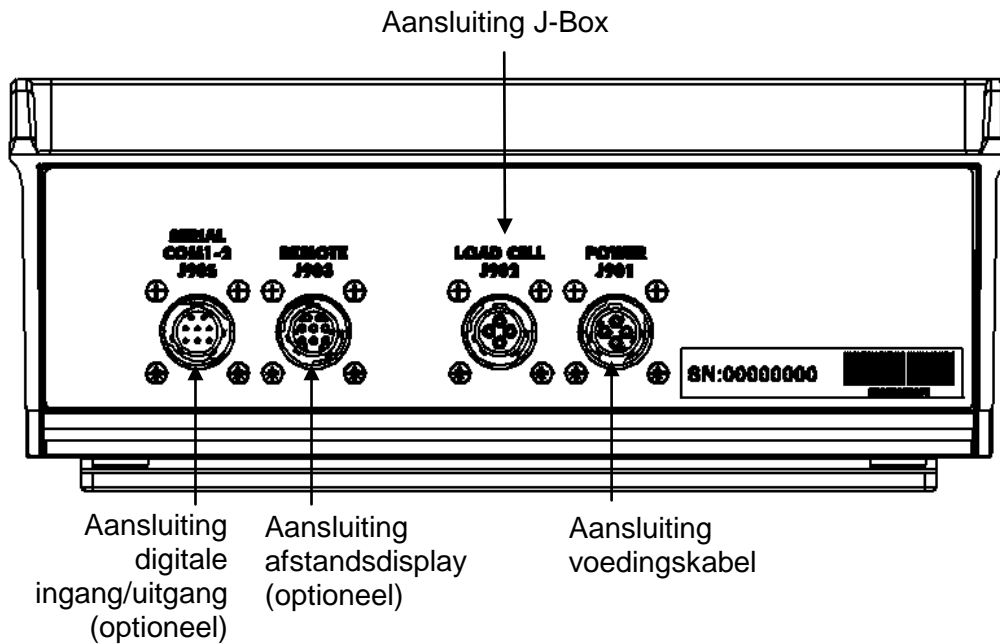 Aansluiting J-Box
SERIAL
COM1-2
J905
REMOTE
J903
LOAD CELL
J902
POWER
J901
SN:00000000
Aansluiting
digitale
ingang/uitgang
(optioneel)
Aansluiting
afstandsdisplay
(optioneel)
Aansluiting
voedingskabel